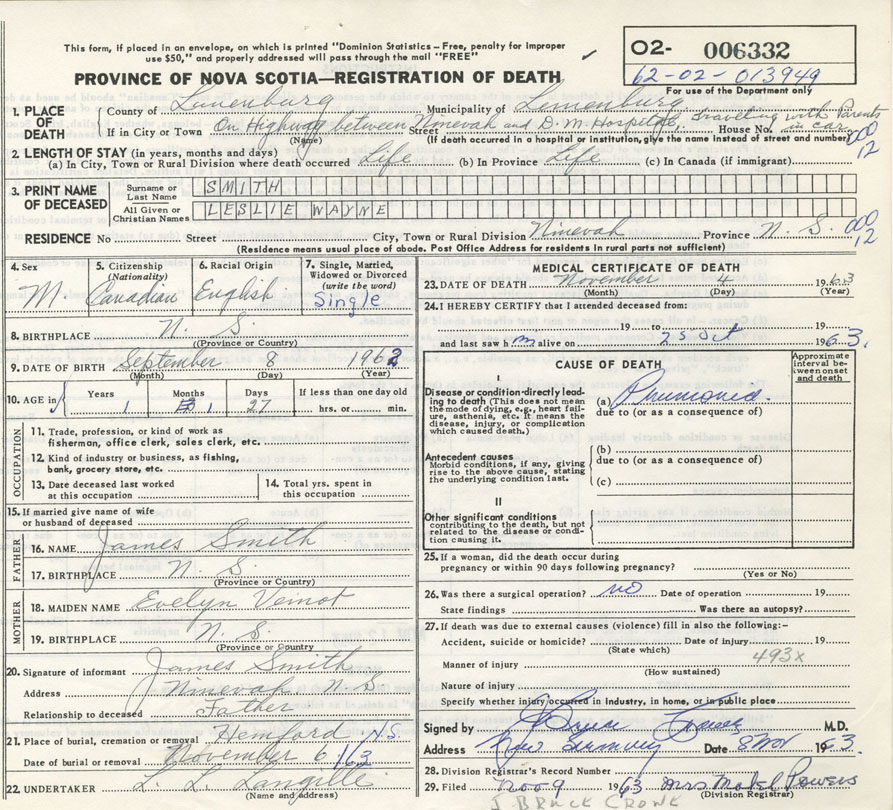 This form, if placed in an envelope, on which is printed "Dominion Statistics – Free, penalty for improper
use $50," and properly addressed will pass through the mail "FREE"
PROVINCE OF NOVA SCOTIA—REGISTRATION OF DEATH
O2- 006332
62-02-013949
For use of the Department only
1. PLACE OF DEATH
County of Lunenburg Municipality of Lunenburg
If in City or Town On Highway between Ninevah and D. M. Hospital Street traveling with Parents House No. in car
(Name) (If death occurred in a hospital or institution, give the name instead of street and number)
000
12
2. LENGTH OF STAY (in years, months and days)
(a) In City, Town or Rural Division where death occurred Life (b) In Province Life (c) In Canada (if immigrant)
3. PRINT NAME OF DECEASED
Surname or Last Name SMITH
All Given or Christian Names LESLIE WAYNE
RESIDENCE No Street City, Town or Rural Division Ninevah Province N. S. 000
12
(Residence means usual place of abode. Post Office Address for residents in rural parts not sufficient)
4. Sex M
5. Citizenship (Nationality) Canadian
6. Racial Origin English
7. Single, Married, Widowed or Divorced (write the word) Single
8. BIRTHPLACE N. S.
(Province or Country)
9. DATE OF BIRTH September 8 1962
(Month) (Day) (Year)
10. AGE in Years 1 Months 1 Days 27 If less than one day old hrs. or min.
OCCUPATION
11. Trade, profession, or kind of work as
fisherman, office clerk, sales clerk, etc.
12. Kind of industry or business, as fishing,
bank, grocery store, etc.
13. Date deceased last worked
at this occupation
14. Total yrs. spent in
this occupation
15. If married give name of wife
or husband of deceased
FATHER
16. NAME James Smith
17. BIRTHPLACE N. S.
(Province or Country)
MOTHER
18. MAIDEN NAME Evelyn Veinot
19. BIRTHPLACE N. S.
(Province or Country)
20. Signature of informant James Smith
Address Ninevah N. S
Relationship to deceased Father
21. Place of burial, cremation or removal Hemford N.S.
Date of burial or removal November 6 /63
22. UNDERTAKER L. L. Langille
(Name and address)
MEDICAL CERTIFICATE OF DEATH
23. DATE OF DEATH November 4 1963
(Month) (Day) (Year)
24. I HEREBY CERTIFY that I attended deceased from:
19 to 19
and last saw h m alive on 25 Oct 1963.
CAUSE OF DEATH
Approximate interval between onset and death
I
Disease or condition directly leading to death (This does not
mean the mode of dying, e.g., heart failure, asthenia, etc. It means the
disease, injury, or complication
which caused death.)
(a) Pneumonia.
due to (or as a consequence of)
Antecedent causes
Morbid conditions, if any, giving
rise to the above cause, stating
the underlying condition last.
(b)
due to (or as a consequence of)
(c)
II
Other significant conditions
contributing to the death, but not
related to the disease or condition causing it.
25. If a woman, did the death occur during
pregnancy or within 90 days following pregnancy?
(Yes or No)
26. Was there a surgical operation? no Date of operation 19
State findings Was there an autopsy?
27. If death was due to external causes (violence) fill in also the following:-
Accident, suicide or homicide? Date of injury 19
(State which)
493x
Manner of injury
(How sustained)
Nature of injury
Specify whether injury occurred in Industry, in home, or in public place
Signed by M.D.
Address New Germany Date 8 Nov 1963.
28. Division Registrar's Record Number
29. Filed Nov 9 1963 Mrs Mabel Powers
(Division Registrar)
J BRUCE CROWE